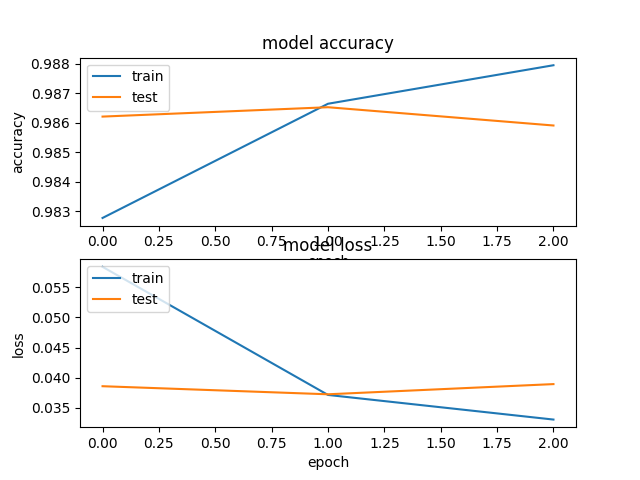 model accuracy
train
test
accuracy
0.988
0.987
0.986
0.985
0.984
0.983
0.00 0.25 0.50 0.75 1.00 1.25 1.50 1.75 2.00
epoch
model loss
train
test
loss
0.055
0.050
0.045
0.040
0.035
0.00 0.25 0.50 0.75 1.00 1.25 1.50 1.75 2.00
epoch